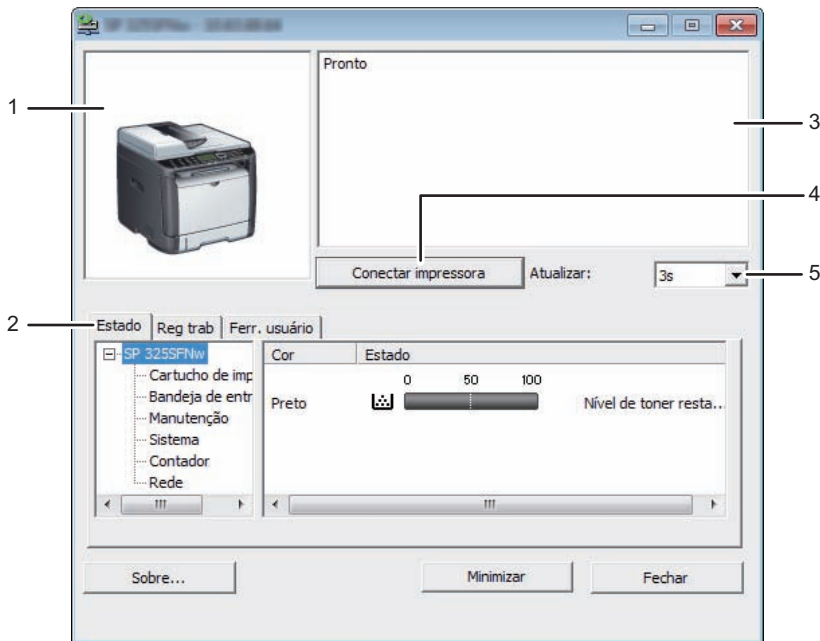 Pronto
1
3
4
Conectar impressora
Atualizar:
3s
5
2
Estado
Reg trab
Ferr. usuário
SP 325SFNw
Cartucho de imp
Bandeja de entr
Manutenção
Sistema
Contador
Rede
Cor
Estado
0 50 100
Preto
Nível de toner resta...
Sobre...
Minimizar
Fechar